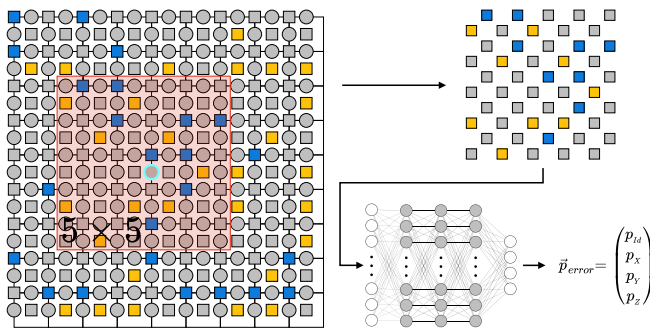 5 × 5
p⃗_error = (p_Id
p_X
p_Y
p_Z)